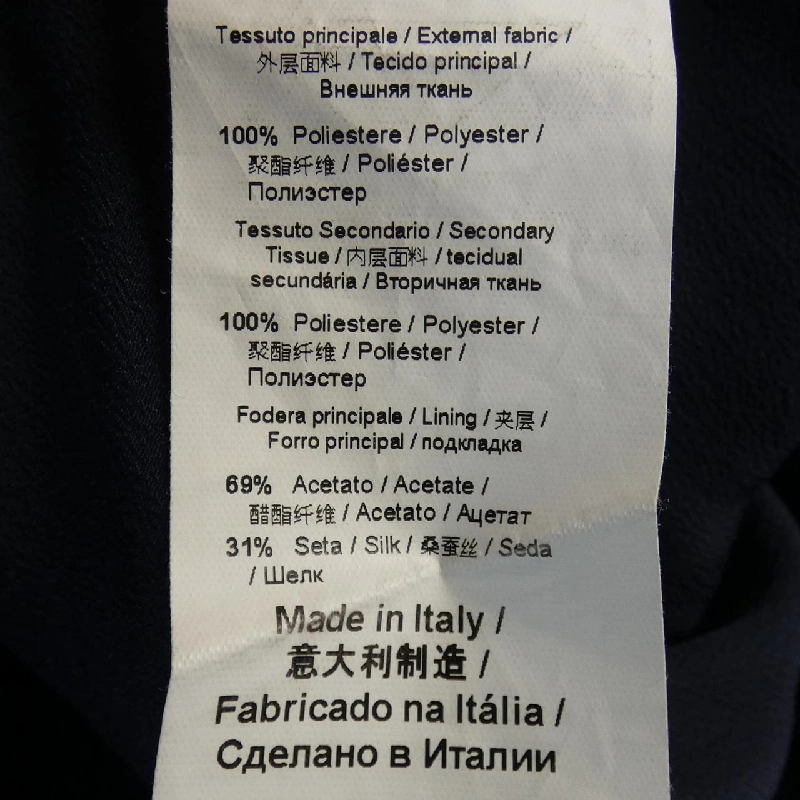 Tessuto principale / External fabric /
外层面料 / Tecido principal /
Внешняя ткань
100% Poliestere / Polyester /
聚酯纤维 / Poliéster /
Полиэстер
Tessuto Secondario / Secondary
Tissue / 内层面料 / tecidual
secundária / Вторичная ткань
100% Poliestere / Polyester /
聚酯纤维 / Poliéster /
Полиэстер
Fodera principale / Lining / 夹层 /
Forro principal / подкладка
69% Acetato / Acetate /
醋酯纤维 / Acetato / Ацетат
31% Seta / Silk / 桑蚕丝 / Seda
/ Шелк
Made in Italy /
意大利制造 /
Fabricado na Itália /
Сделано в Италии